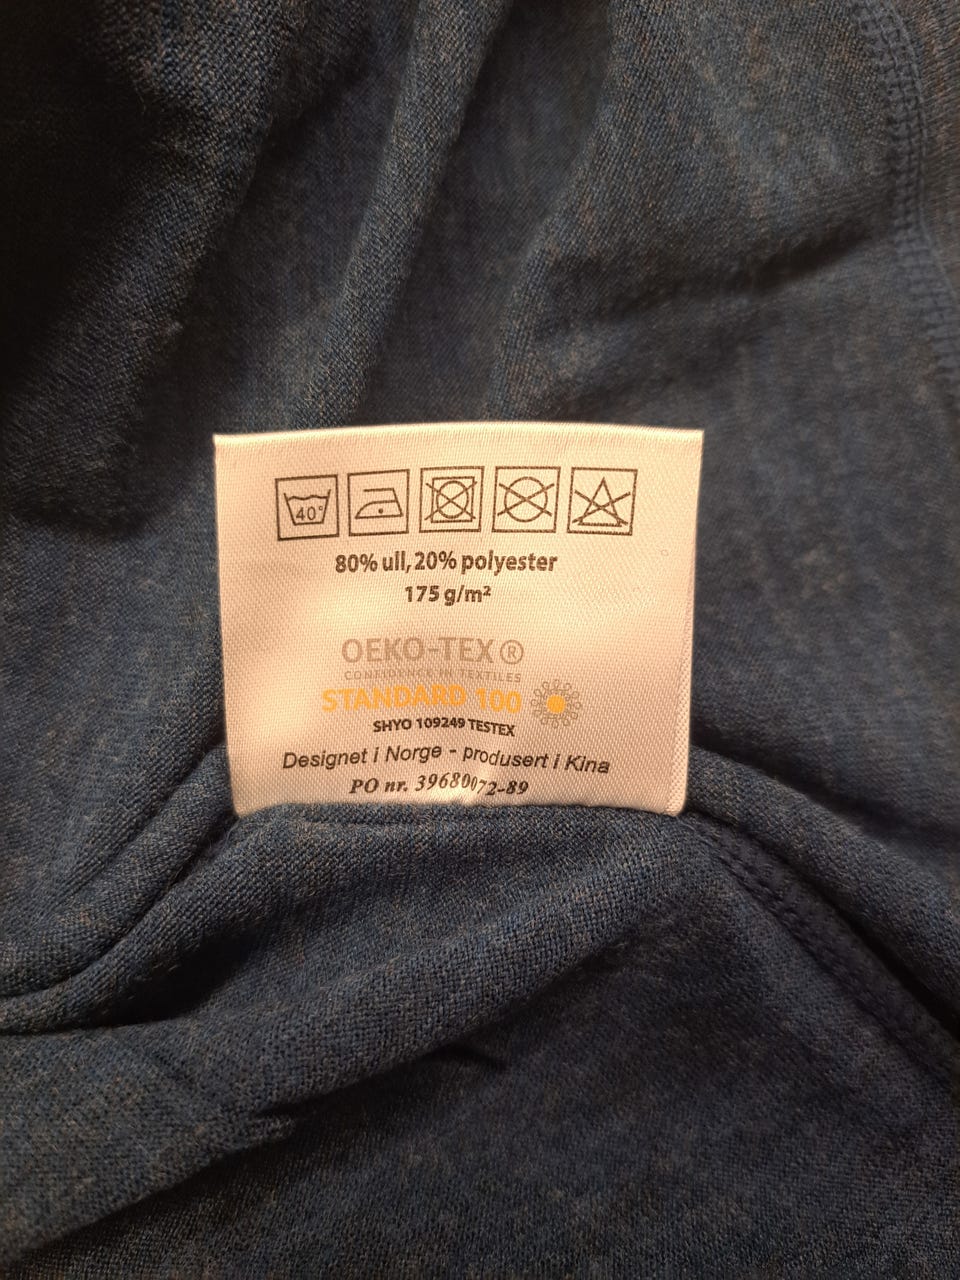 40°
80% ull, 20% polyester
175 g/m²
OEKO-TEX®
CONFIDENCE IN TEXTILES
STANDARD 100
SHYO 109249 TESTEX
Designet i Norge - produsert i Kina
PO nr. 39680072-89